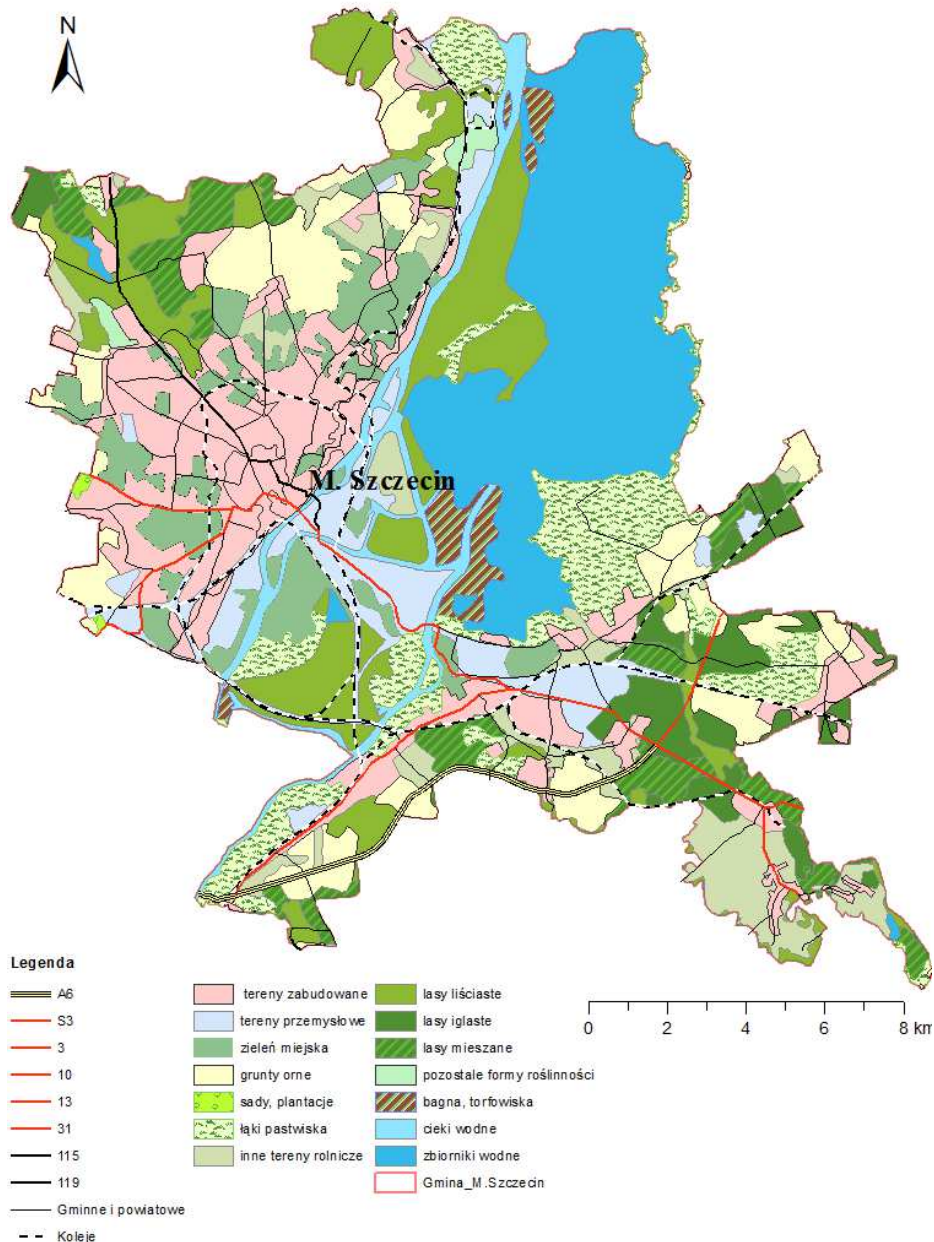 N
M. Szczecin
Legenda
A6
S3
3
10
13
31
115
119
Gminne i powiatowe
Koleje
tereny zabudowane
tereny przemysłowe
zieleń miejska
grunty orne
sady, plantacje
łąki pastwiska
inne tereny rolnicze
lasy liściaste
lasy iglaste
lasy mieszane
pozostałe formy roślinności
bagna, torfowiska
cieki wodne
zbiorniki wodne
Gmina_M.Szczecin
0 2 4 6 8 km